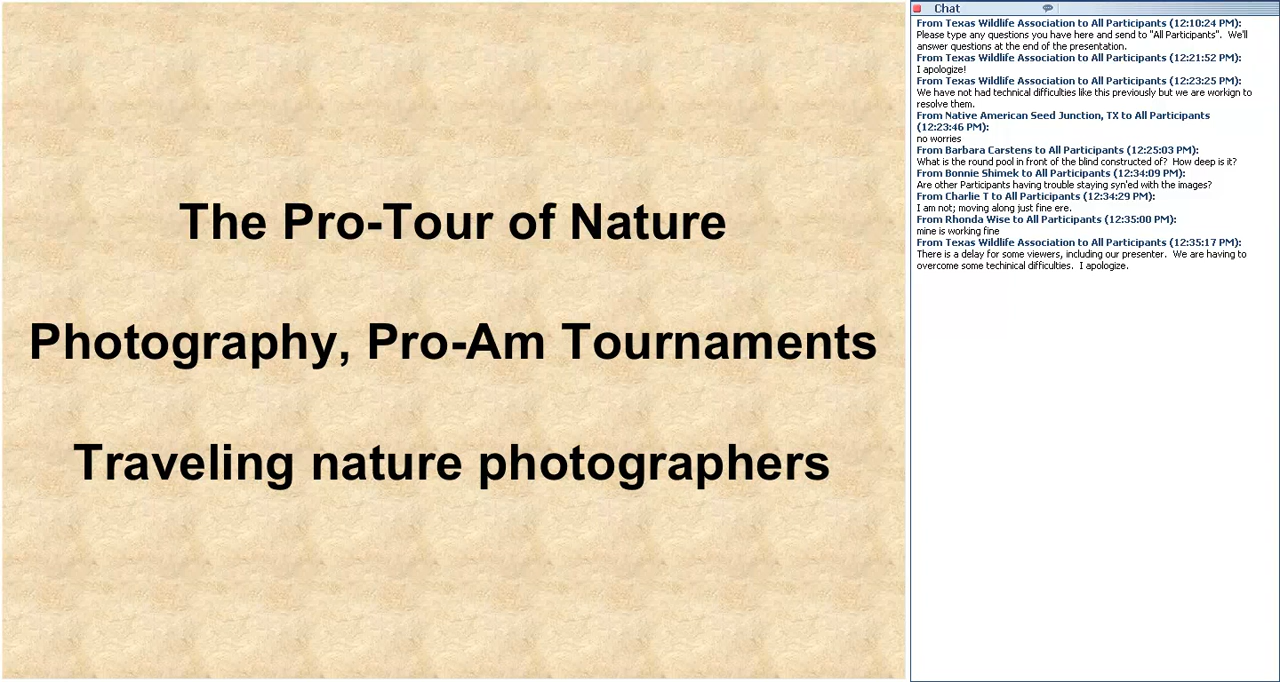 The Pro-Tour of Nature
Photography, Pro-Am Tournaments
Traveling nature photographers
Chat
From Texas Wildlife Association to All Participants (12:10:24 PM):
Please type any questions you have here and send to "All Participants". We'll
answer questions at the end of the presentation.
From Texas Wildlife Association to All Participants (12:21:52 PM):
I apologize!
From Texas Wildlife Association to All Participants (12:23:25 PM):
We have not had technical difficulties like this previously but we are workign to
resolve them.
From Native American Seed Junction, TX to All Participants
(12:23:46 PM):
no worries
From Barbara Carstens to All Participants (12:25:03 PM):
What is the round pool in front of the blind constructed of? How deep is it?
From Bonnie Shimek to All Participants (12:34:09 PM):
Are other Participants having trouble staying syn'ed with the images?
From Charlie T to All Participants (12:34:29 PM):
I am not; moving along just fine ere.
From Rhonda Wise to All Participants (12:35:00 PM):
mine is working fine
From Texas Wildlife Association to All Participants (12:35:17 PM):
There is a delay for some viewers, including our presenter. We are having to
overcome some techinical difficulties. I apologize.